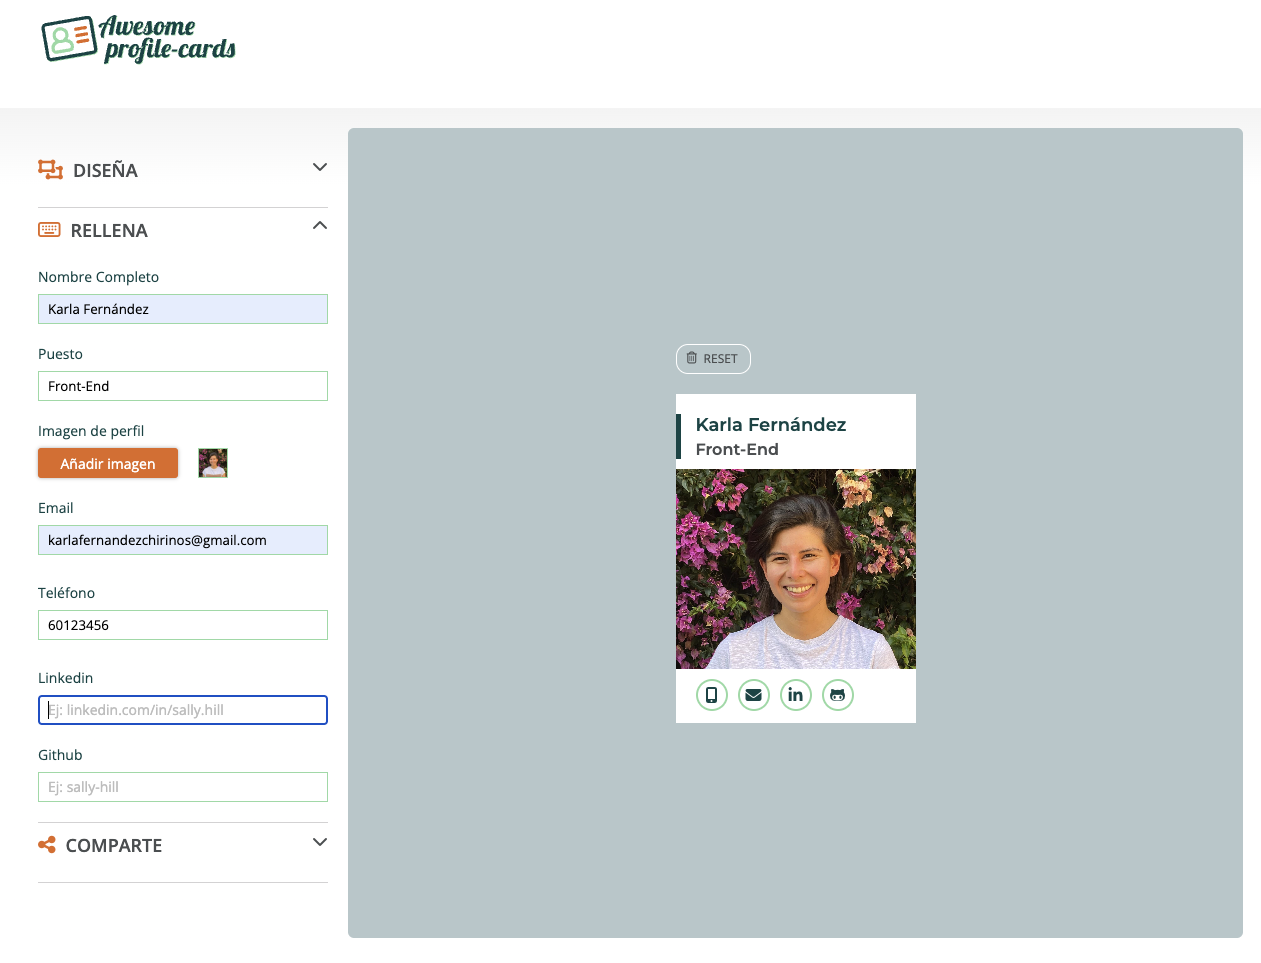 Awesome
profile-cards
DISEÑA
RELLENA
Nombre Completo
Karla Fernández
Puesto
Front-End
Imagen de perfil
Añadir imagen
Email
karlafernandezchirinos@gmail.com
Teléfono
60123456
Linkedin
Ej: linkedin.com/in/sally.hill
Github
Ej: sally-hill
COMPARTE
RESET
Karla Fernández
Front-End
in